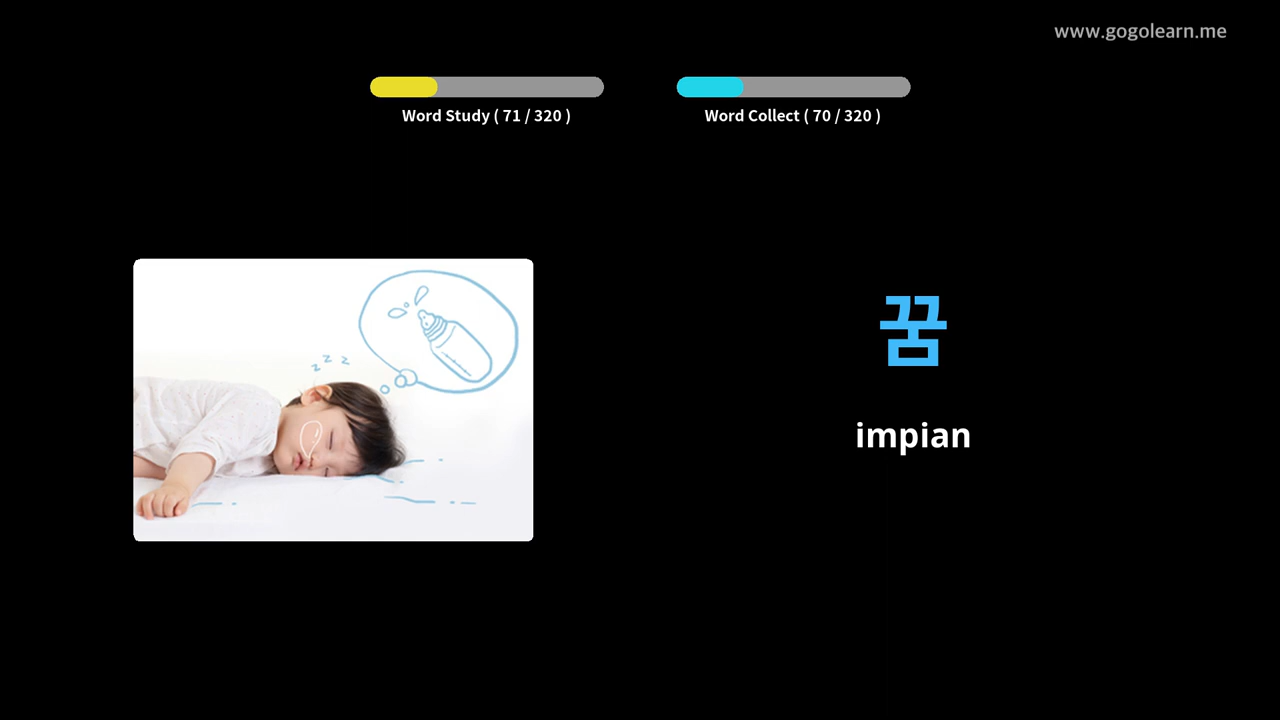 www.gogolearn.me
Word Study ( 71 / 320 )
Word Collect ( 70 / 320 )
z z z
꿈
impian